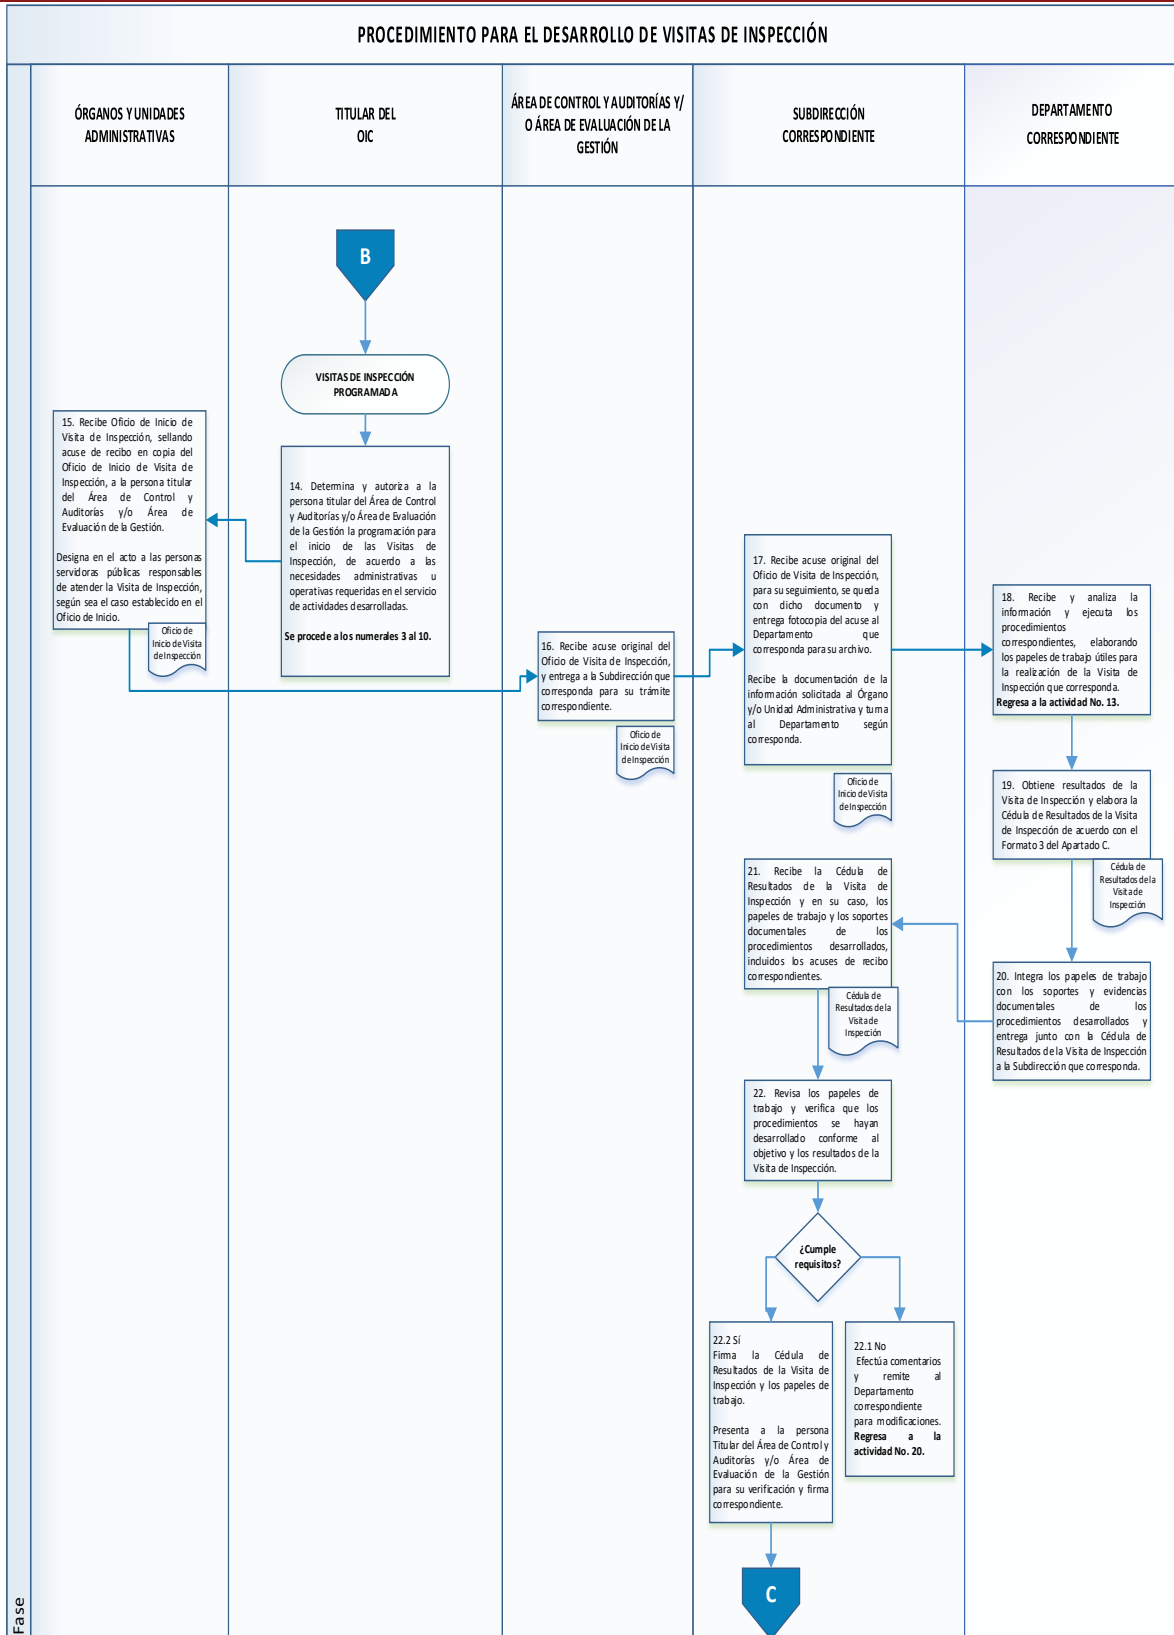 PROCEDIMIENTO PARA EL DESARROLLO DE VISITAS DE INSPECCIÓN
ÓRGANOS Y UNIDADES
ADMINISTRATIVAS
TITULAR DEL
OIC
ÁREA DE CONTROL Y AUDITORÍAS Y/
O ÁREA DE EVALUACIÓN DE LA
GESTIÓN
SUBDIRECCIÓN
CORRESPONDIENTE
DEPARTAMENTO
CORRESPONDIENTE
B
VISITAS DE INSPECCIÓN
PROGRAMADA
14. Determina y autoriza a la
persona titular del Área de Control
y Auditorías y/o Área de Evaluación
de la Gestión la programación para
el inicio de las Visitas de
Inspección, de acuerdo a las
necesidades administrativas u
operativas requeridas en el servicio
de actividades desarrolladas.
Se procede a los numerales 3 al 10.
15. Recibe Oficio de Inicio de
Visita de Inspección, sellando
acuse de recibo en copia del
Oficio de Inicio de Visita de
Inspección, a la persona titular
del Área de Control y
Auditorías y/o Área de
Evaluación de la Gestión.
Designa en el acto a las personas
servidoras públicas responsables
de atender la Visita de Inspección,
según sea el caso establecido en el
Oficio de Inicio.
Oficio de
Inicio de Visita
de Inspección
16. Recibe acuse original del
Oficio de Visita de Inspección,
y entrega a la Subdirección que
corresponda para su trámite
correspondiente.
Oficio de
Inicio de Visita
de Inspección
17. Recibe acuse original del
Oficio de Visita de Inspección,
para su seguimiento, se queda
con dicho documento y
entrega fotocopia del acuse al
Departamento que
corresponda para su archivo.
Recibe la documentación de la
información solicitada al Órgano
y/o Unidad Administrativa y turna
al Departamento según
corresponda.
Oficio de
Inicio de Visita
de Inspección
18. Recibe y analiza la
información y ejecuta los
procedimientos
correspondientes, elaborando
los papeles de trabajo útiles para
la realización de la Visita de
Inspección que corresponda.
Regresa a la actividad No. 13.
19. Obtiene resultados de la
Visita de Inspección y elabora la
Cédula de Resultados de la Visita
de Inspección de acuerdo con el
Formato 3 del Apartado C.
Cédula de
Resultados de la
Visita de
Inspección
20. Integra los papeles de trabajo
con los soportes y evidencias
documentales de los
procedimientos desarrollados y
entrega junto con la Cédula de
Resultados de la Visita de Inspección
a la Subdirección que corresponda.
21. Recibe la Cédula de
Resultados de la Visita de
Inspección y en su caso, los
papeles de trabajo y los soportes
documentales de los
procedimientos desarrollados,
incluidos los acuses de recibo
correspondientes.
Cédula de
Resultados de la
Visita de
Inspección
22. Revisa los papeles de
trabajo y verifica que los
procedimientos se hayan
desarrollado conforme al
objetivo y los resultados de la
Visita de Inspección.
¿Cumple
requisitos?
22.2 Sí
Firma la Cédula de
Resultados de la Visita de
Inspección y los papeles de
trabajo.
Presenta a la persona
Titular del Área de Control y
Auditorías y/o Área de
Evaluación de la Gestión
para su verificación y firma
correspondiente.
22.1 No
Efectúa comentarios
y remite al
Departamento
correspondiente
para modificaciones.
Regresa a la
actividad No. 20.
C
Fase